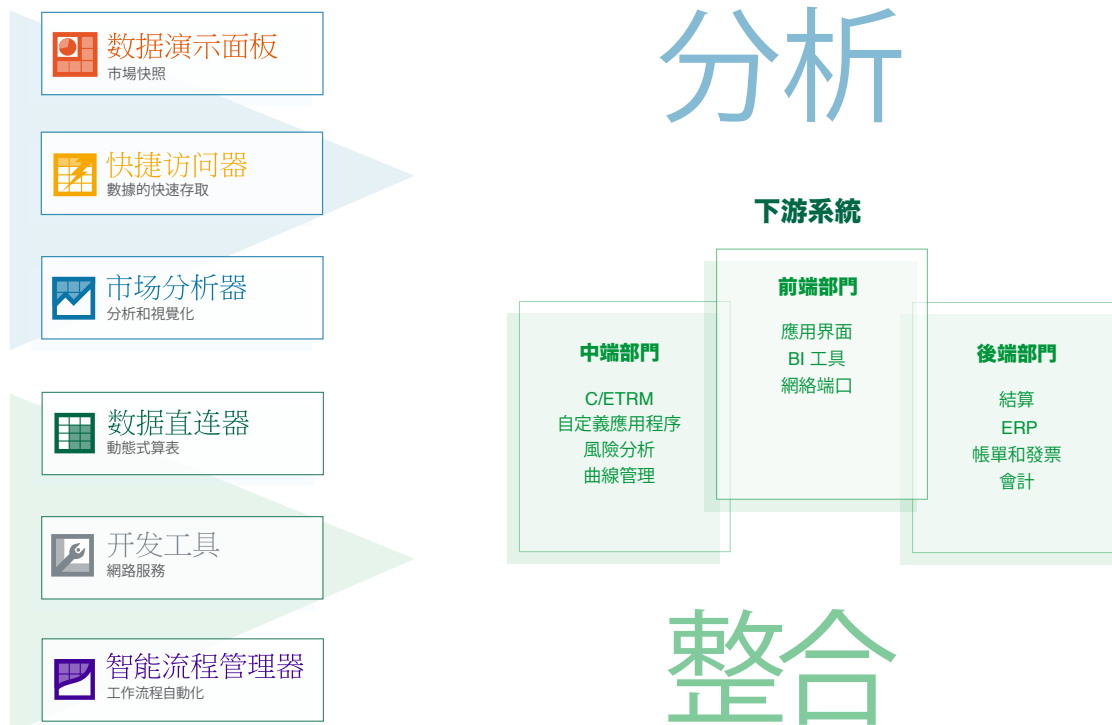 数据演示面板
市場快照
快捷访问器
數據的快速存取
市场分析器
分析和視覺化
数据直连器
動態式算表
开发工具
網路服務
智能流程管理器
工作流程自動化
分析
下游系統
中端部門
C/ETRM
自定義應用程序
風險分析
曲線管理
前端部門
應用界面
BI 工具
網絡端口
後端部門
結算
ERP
帳單和發票
會計
整合